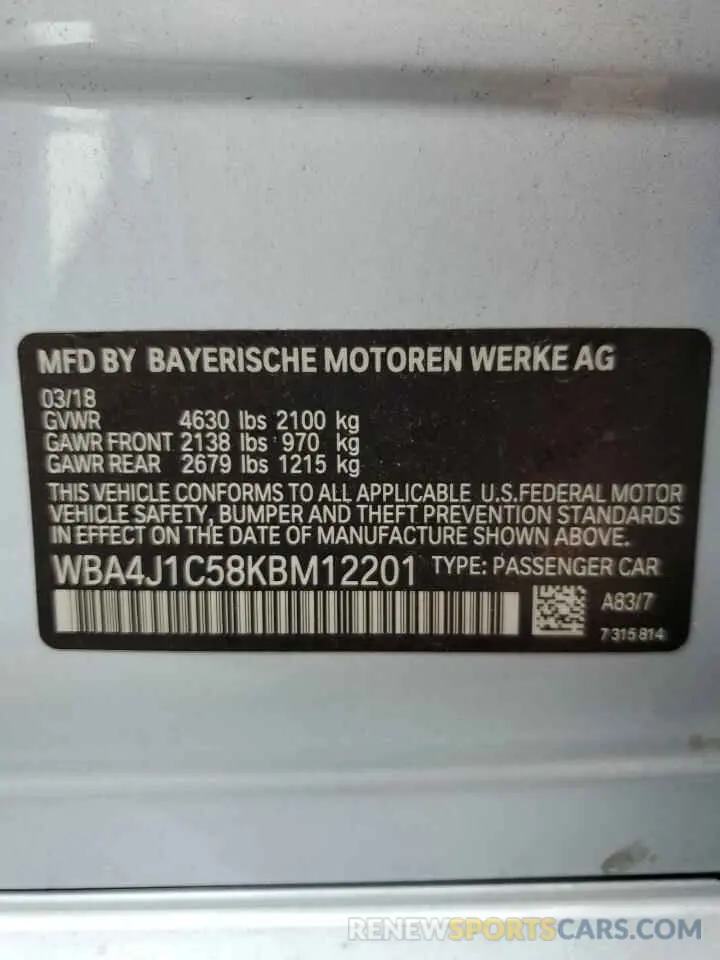 MFD BY BAYERISCHE MOTOREN WERKE AG
03/18
GVWR 4630 lbs 2100 kg
GAWR FRONT 2138 lbs 970 kg
GAWR REAR 2679 lbs 1215 kg
THIS VEHICLE CONFORMS TO ALL APPLICABLE U.S.FEDERAL MOTOR
VEHICLE SAFETY, BUMPER AND THEFT PREVENTION STANDARDS
IN EFFECT ON THE DATE OF MANUFACTURE SHOWN ABOVE.
WBA4J1C58KBM12201 TYPE: PASSENGER CAR
A83/7
7 315 814
RENEWSPORTSCARS.COM